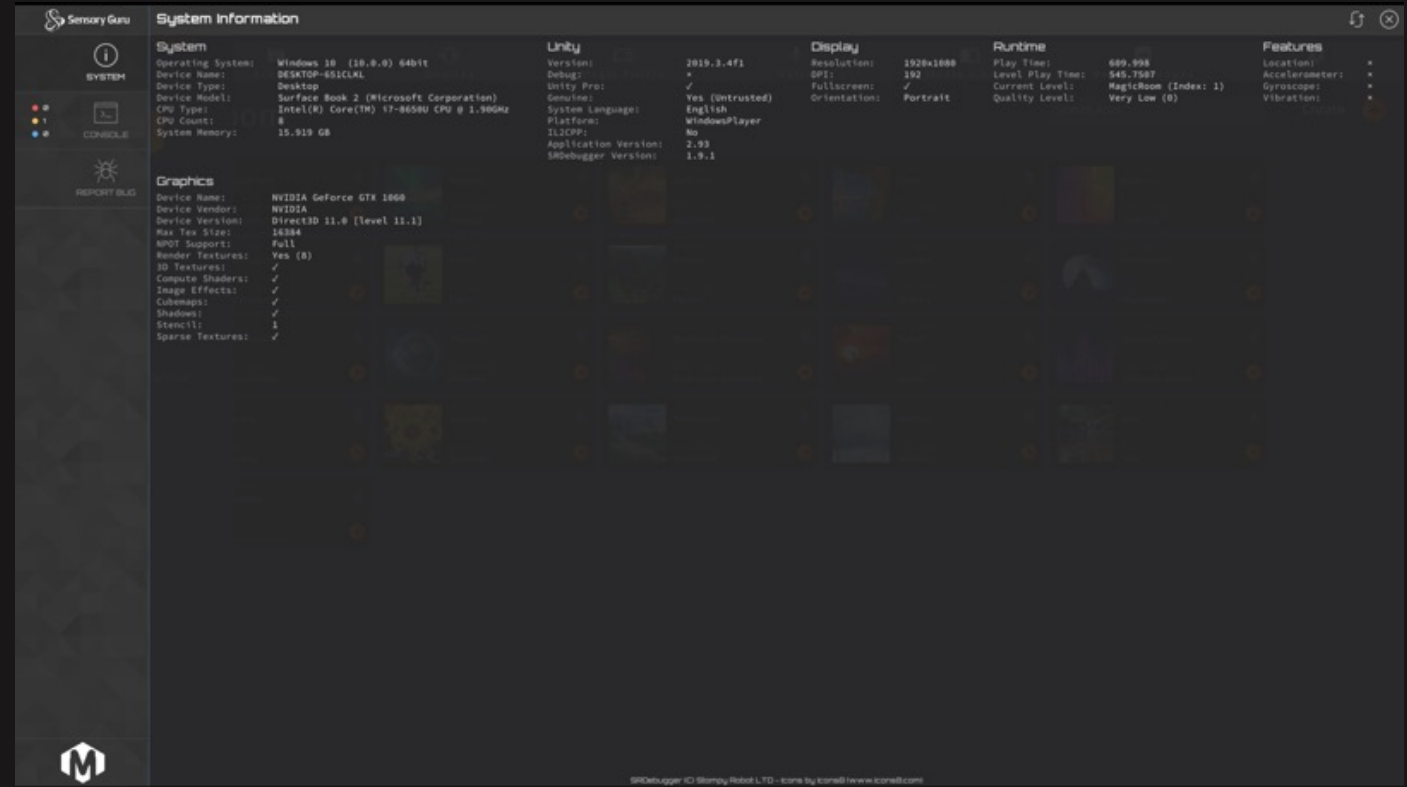 Sensory Guru
System Information
SYSTEM
CONSOLE
REPORT BUG
System
Operating System: Windows 10 (10.0.0) 64bit
Device Name: DESKTOP-651CLKL
Device Type: Desktop
Device Model: Surface Book 2 (Microsoft Corporation)
CPU Type: Intel(R) Core(TM) i7-8650U CPU @ 1.90GHz
CPU Count: 8
System Memory: 15.919 GB
Unity
Version: 2019.3.4f1
Debug: ×
Unity Pro: ✓
Genuine: Yes (Untrusted)
System Language: English
Platform: WindowsPlayer
IL2CPP: No
Application Version: 2.93
SRDebugger Version: 1.9.1
Display
Resolution: 1920x1080
DPI: 192
Fullscreen: ✓
Orientation: Portrait
Runtime
Play Time: 609.998
Level Play Time: 545.7507
Current Level: MagicRoom (Index: 1)
Quality Level: Very Low (0)
Features
Location: ×
Accelerometer: ×
Gyroscope: ×
Vibration: ×
Graphics
Device Name: NVIDIA GeForce GTX 1060
Device Vendor: NVIDIA
Device Version: Direct3D 11.0 [level 11.1]
Max Tex Size: 16384
NPOT Support: Full
Render Textures: Yes (8)
3D Textures: ✓
Compute Shaders: ✓
Image Effects: ✓
Cubemaps: ✓
Shadows: ✓
Stencil: 1
Sparse Textures: ✓
0
1
0
M
SRDebugger (C) Stompy Robot LTD - Icons by Icons8 (www.icons8.com)